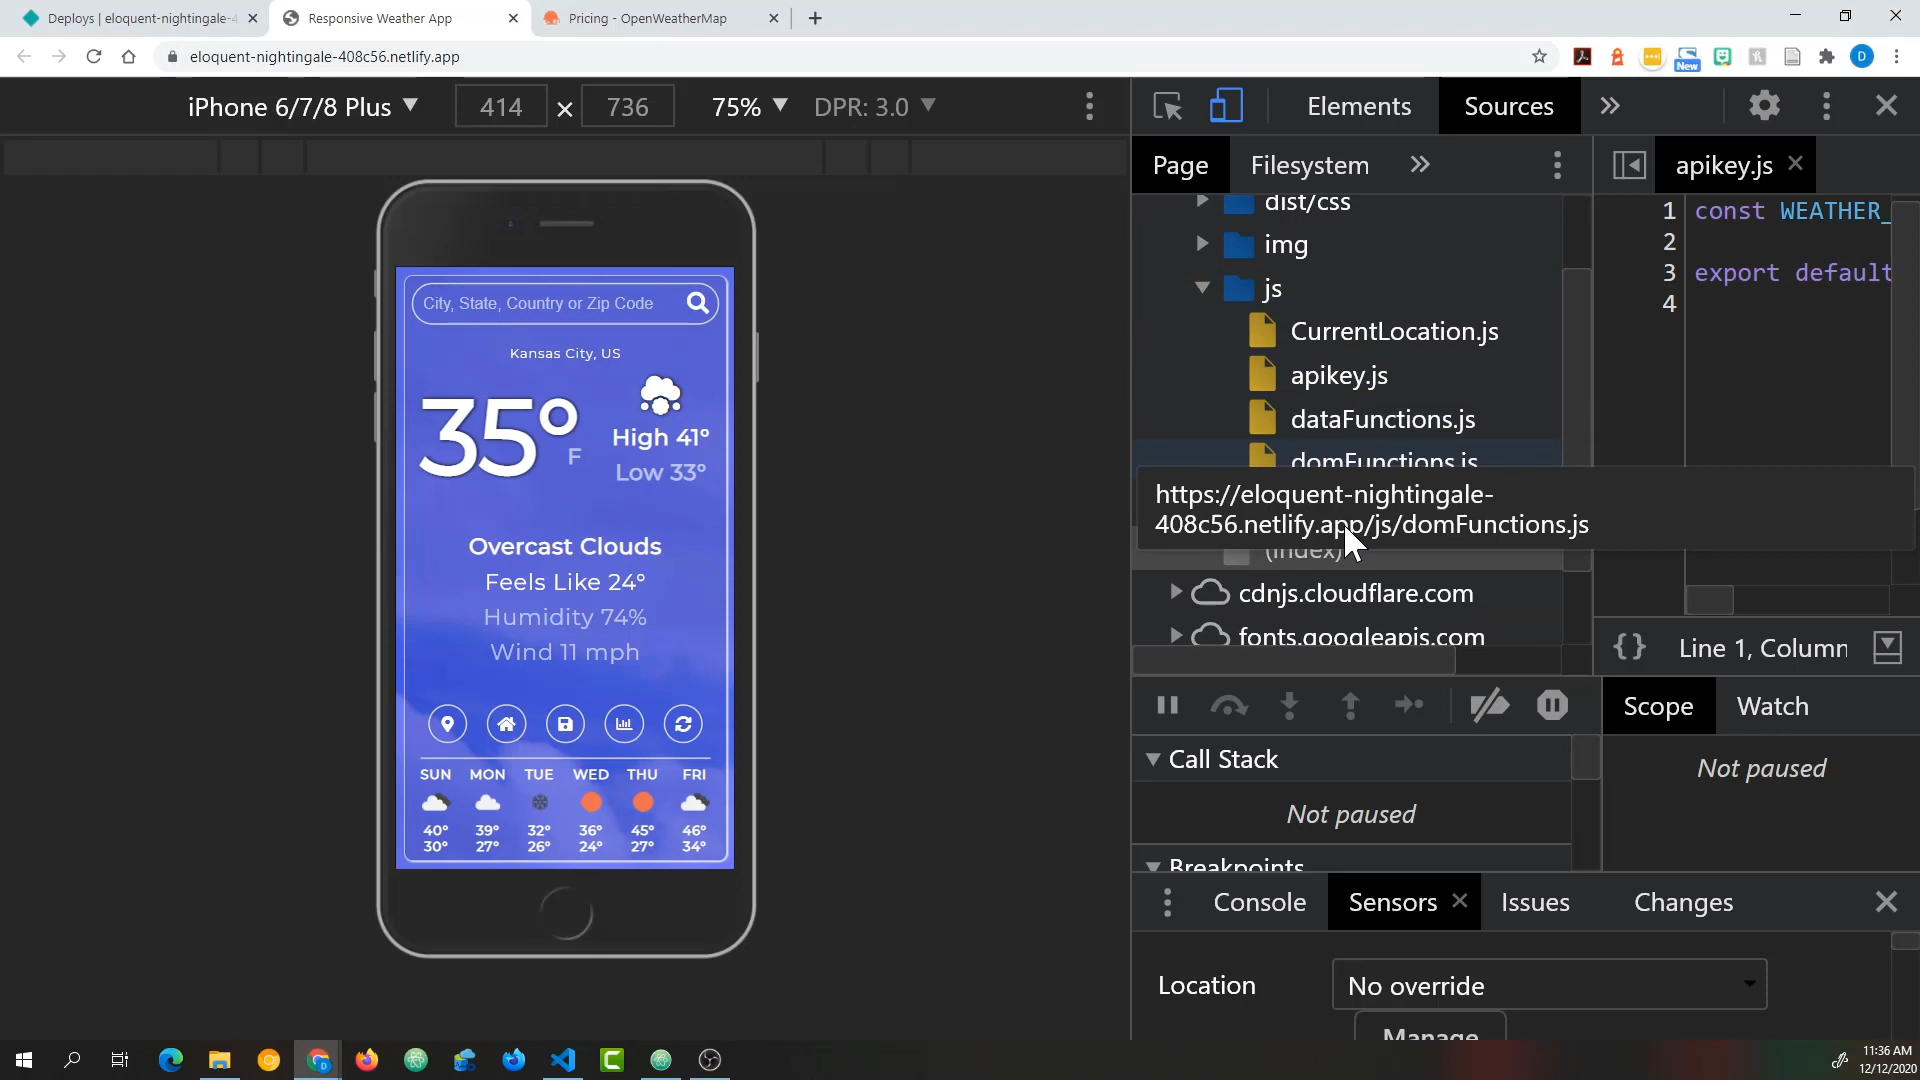 Deploys | eloquent-nightingale-4
Responsive Weather App
Pricing - OpenWeatherMap
eloquent-nightingale-408c56.netlify.app
New
D
iPhone 6/7/8 Plus
414
×
736
75%
DPR: 3.0
Elements
Sources
Page
Filesystem
apikey.js
dist/css
img
js
CurrentLocation.js
apikey.js
dataFunctions.js
domFunctions.js
https://eloquent-nightingale-
408c56.netlify.app/js/domFunctions.js
(index)
cdnjs.cloudflare.com
fonts.googleapis.com
1 const WEATHER_
2
3 export default
4
{ } Line 1, Column
Scope
Watch
Not paused
Call Stack
Not paused
Breakpoints
Console
Sensors
Issues
Changes
Location
No override
Manage
City, State, Country or Zip Code
Kansas City, US
35°
F
High 41°
Low 33°
Overcast Clouds
Feels Like 24°
Humidity 74%
Wind 11 mph
SUN MON TUE WED THU FRI
40° 39° 32° 36° 45° 46°
30° 27° 26° 24° 27° 34°
11:36 AM
12/12/2020